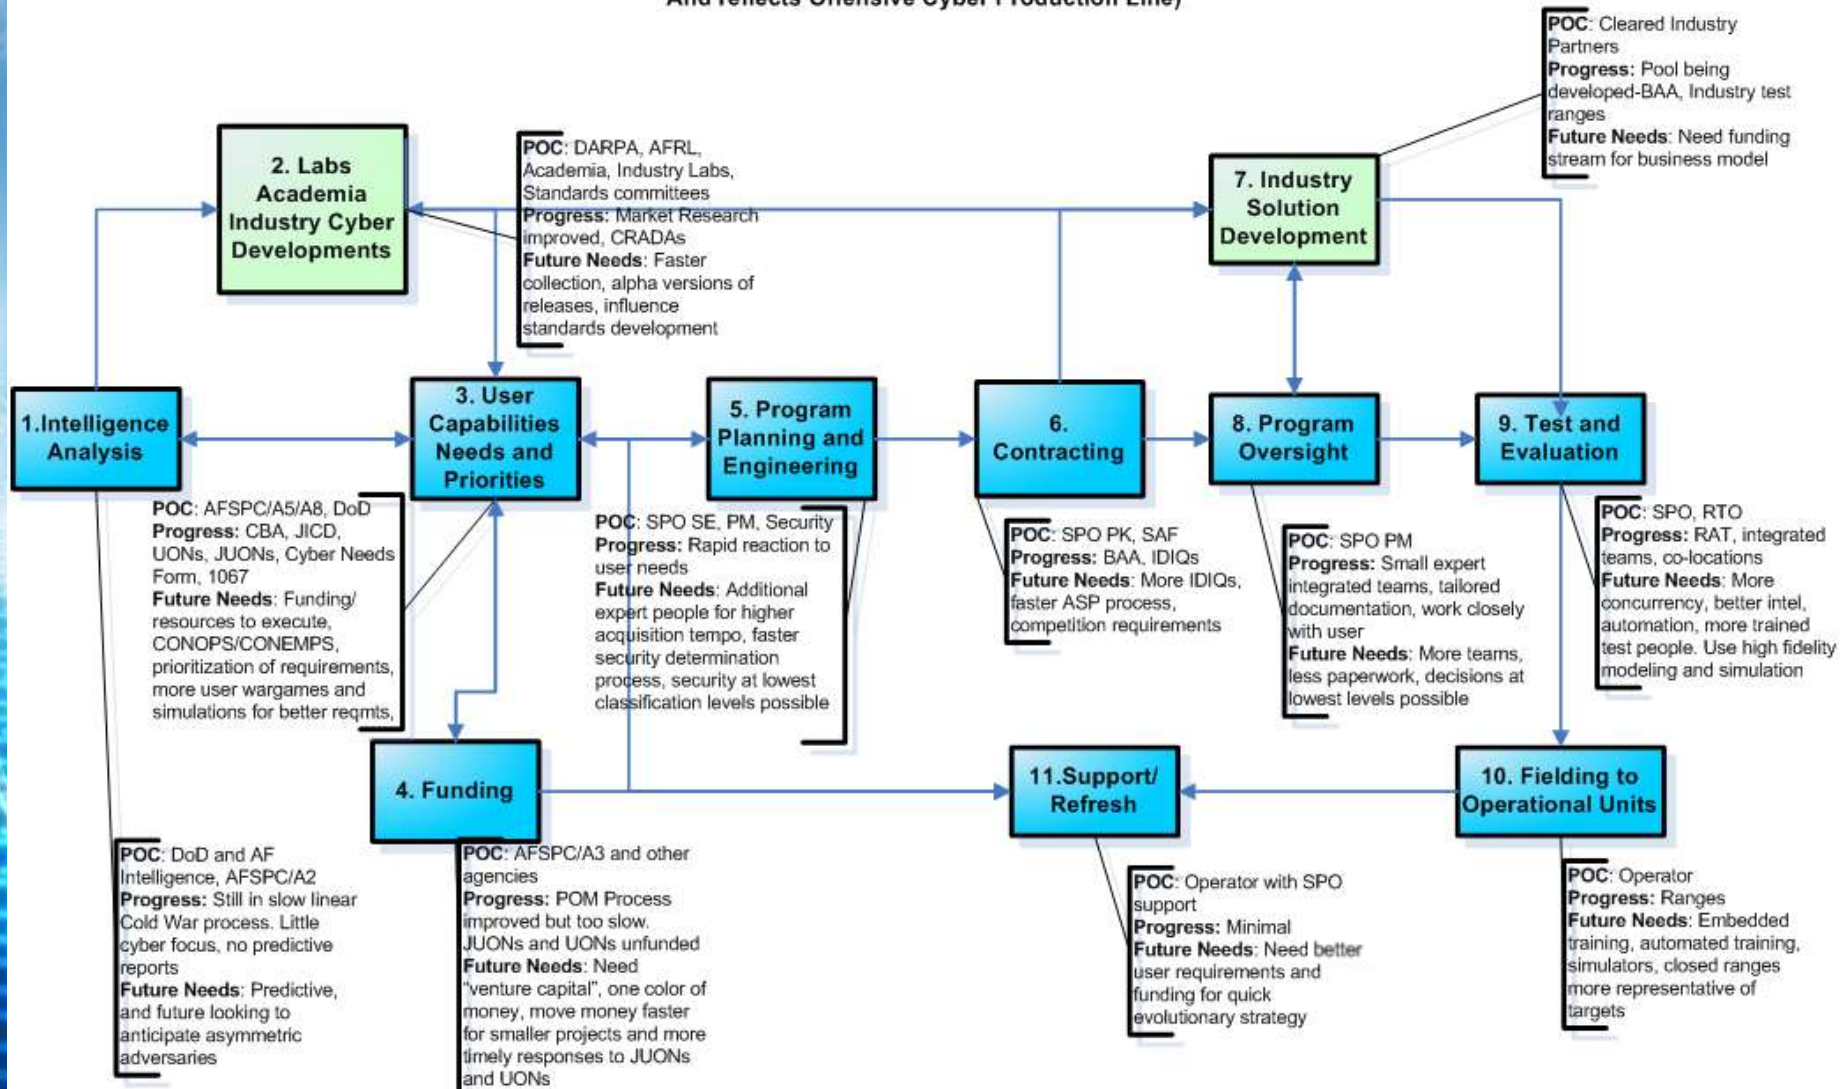 And reflects Offensive Cyber Production Line)
POC: Cleared Industry
Partners
Progress: Pool being
developed-BAA, Industry test
ranges
Future Needs: Need funding
stream for business model
2. Labs
Academia
Industry Cyber
Developments
POC: DARPA, AFRL,
Academia, Industry Labs,
Standards committees
Progress: Market Research
improved, CRADAs
Future Needs: Faster
collection, alpha versions of
releases, influence
standards development
7. Industry
Solution
Development
1.Intelligence
Analysis
3. User
Capabilities
Needs and
Priorities
5. Program
Planning and
Engineering
6.
Contracting
8. Program
Oversight
9. Test and
Evaluation
POC: AFSPC/A5/A8, DoD
Progress: CBA, JICD,
UONs, JUONs, Cyber Needs
Form, 1067
Future Needs: Funding/
resources to execute,
CONOPS/CONEMPS,
prioritization of requirements,
more user wargames and
simulations for better reqmts,
POC: SPO SE, PM, Security
Progress: Rapid reaction to
user needs
Future Needs: Additional
expert people for higher
acquisition tempo, faster
security determination
process, security at lowest
classification levels possible
POC: SPO PK, SAF
Progress: BAA, IDIQs
Future Needs: More IDIQs,
faster ASP process,
competition requirements
POC: SPO PM
Progress: Small expert
integrated teams, tailored
documentation, work closely
with user
Future Needs: More teams,
less paperwork, decisions at
lowest levels possible
POC: SPO, RTO
Progress: RAT, integrated
teams, co-locations
Future Needs: More
concurrency, better intel,
automation, more trained
test people. Use high fidelity
modeling and simulation
4. Funding
11.Support/
Refresh
10. Fielding to
Operational Units
POC: DoD and AF
Intelligence, AFSPC/A2
Progress: Still in slow linear
Cold War process. Little
cyber focus, no predictive
reports
Future Needs: Predictive,
and future looking to
anticipate asymmetric
adversaries
POC: AFSPC/A3 and other
agencies
Progress: POM Process
improved but too slow.
JUONs and UONs unfunded
Future Needs: Need
"venture capital", one color of
money, move money faster
for smaller projects and more
timely responses to JUONs
and UONs
POC: Operator with SPO
support
Progress: Minimal
Future Needs: Need better
user requirements and
funding for quick
evolutionary strategy
POC: Operator
Progress: Ranges
Future Needs: Embedded
training, automated training,
simulators, closed ranges
more representative of
targets